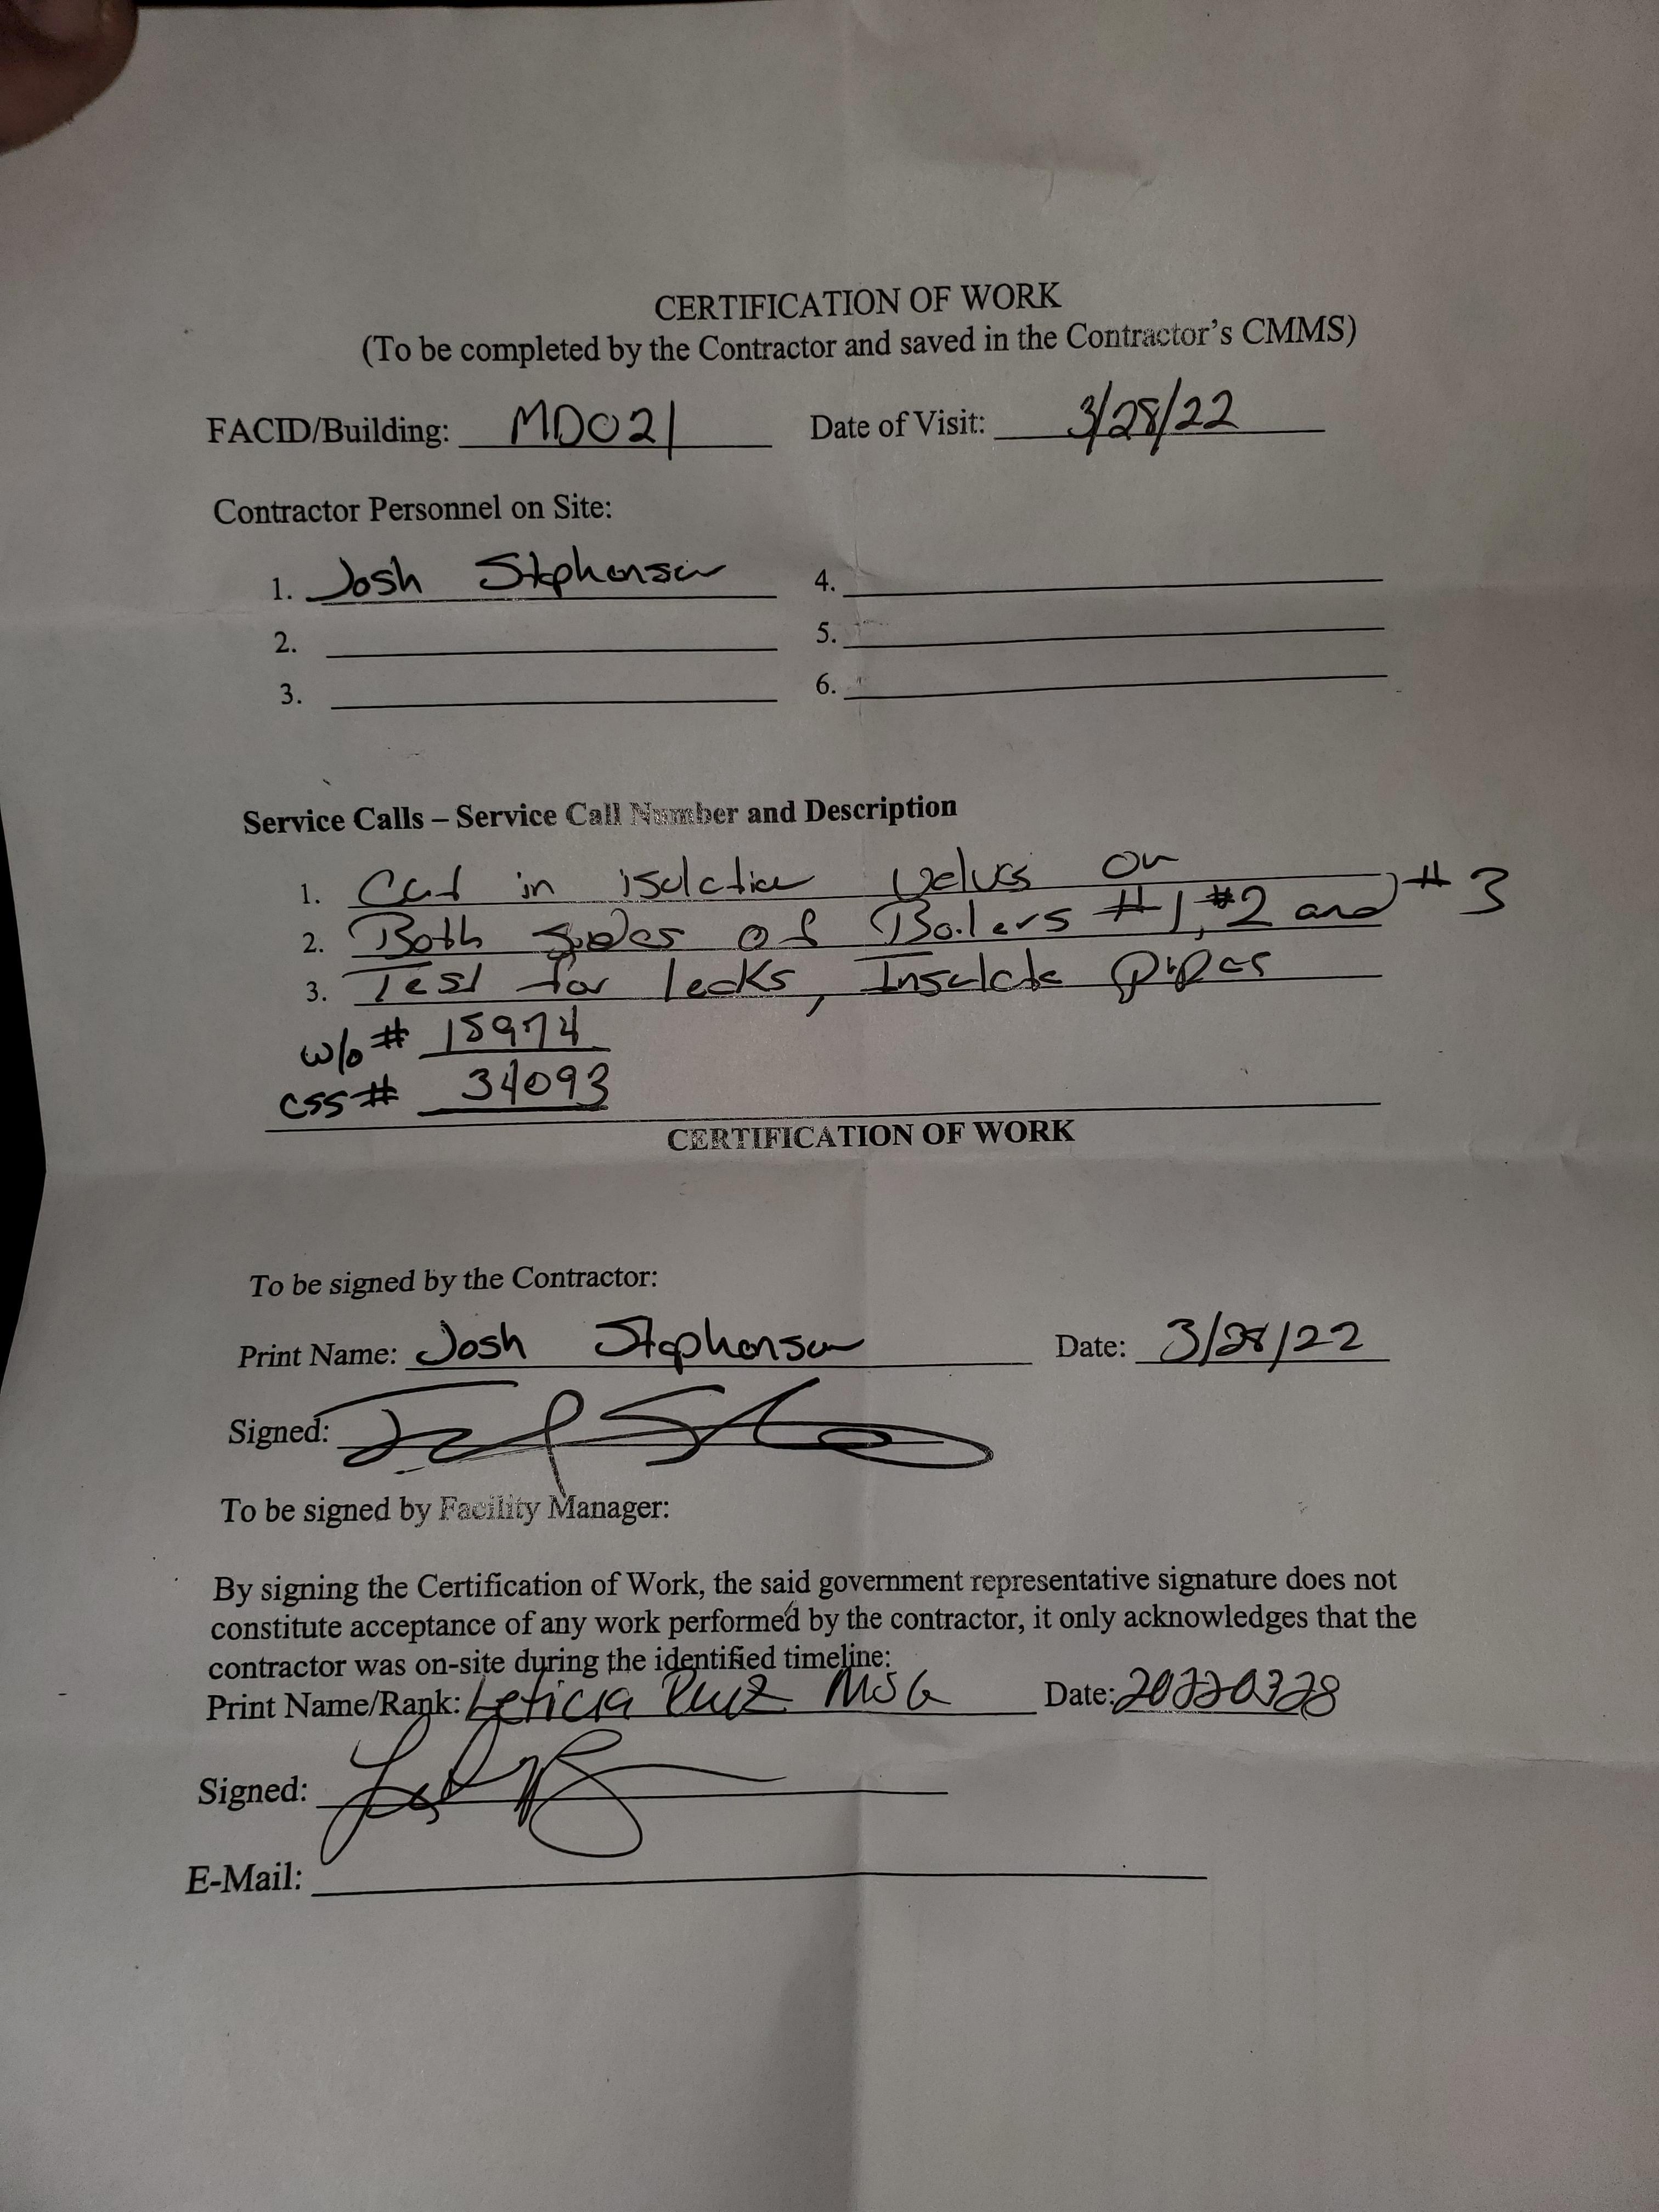 CERTIFICATION OF WORK
(To be completed by the Contractor and saved in the Contractor's CMMS)
FACID/Building: MD021 Date of Visit: 3/28/22
Contractor Personnel on Site:
1. Josh Stephenson 4.
2. 5.
3. 6.
Service Calls – Service Call Number and Description
1. Cut in isolation Valves on
2. Both sides of Boilers #1, #2 and #3
3. Test for leaks, Insulate pipes
w/o # 15974
CSS # 34093
CERTIFICATION OF WORK
To be signed by the Contractor:
Print Name: Josh Stephenson Date: 3/28/22
Signed:
To be signed by Facility Manager:
By signing the Certification of Work, the said government representative signature does not
constitute acceptance of any work performed by the contractor, it only acknowledges that the
contractor was on-site during the identified timeline:
Print Name/Rank: Leticia Ruiz MSG Date: 20220328
Signed:
E-Mail: